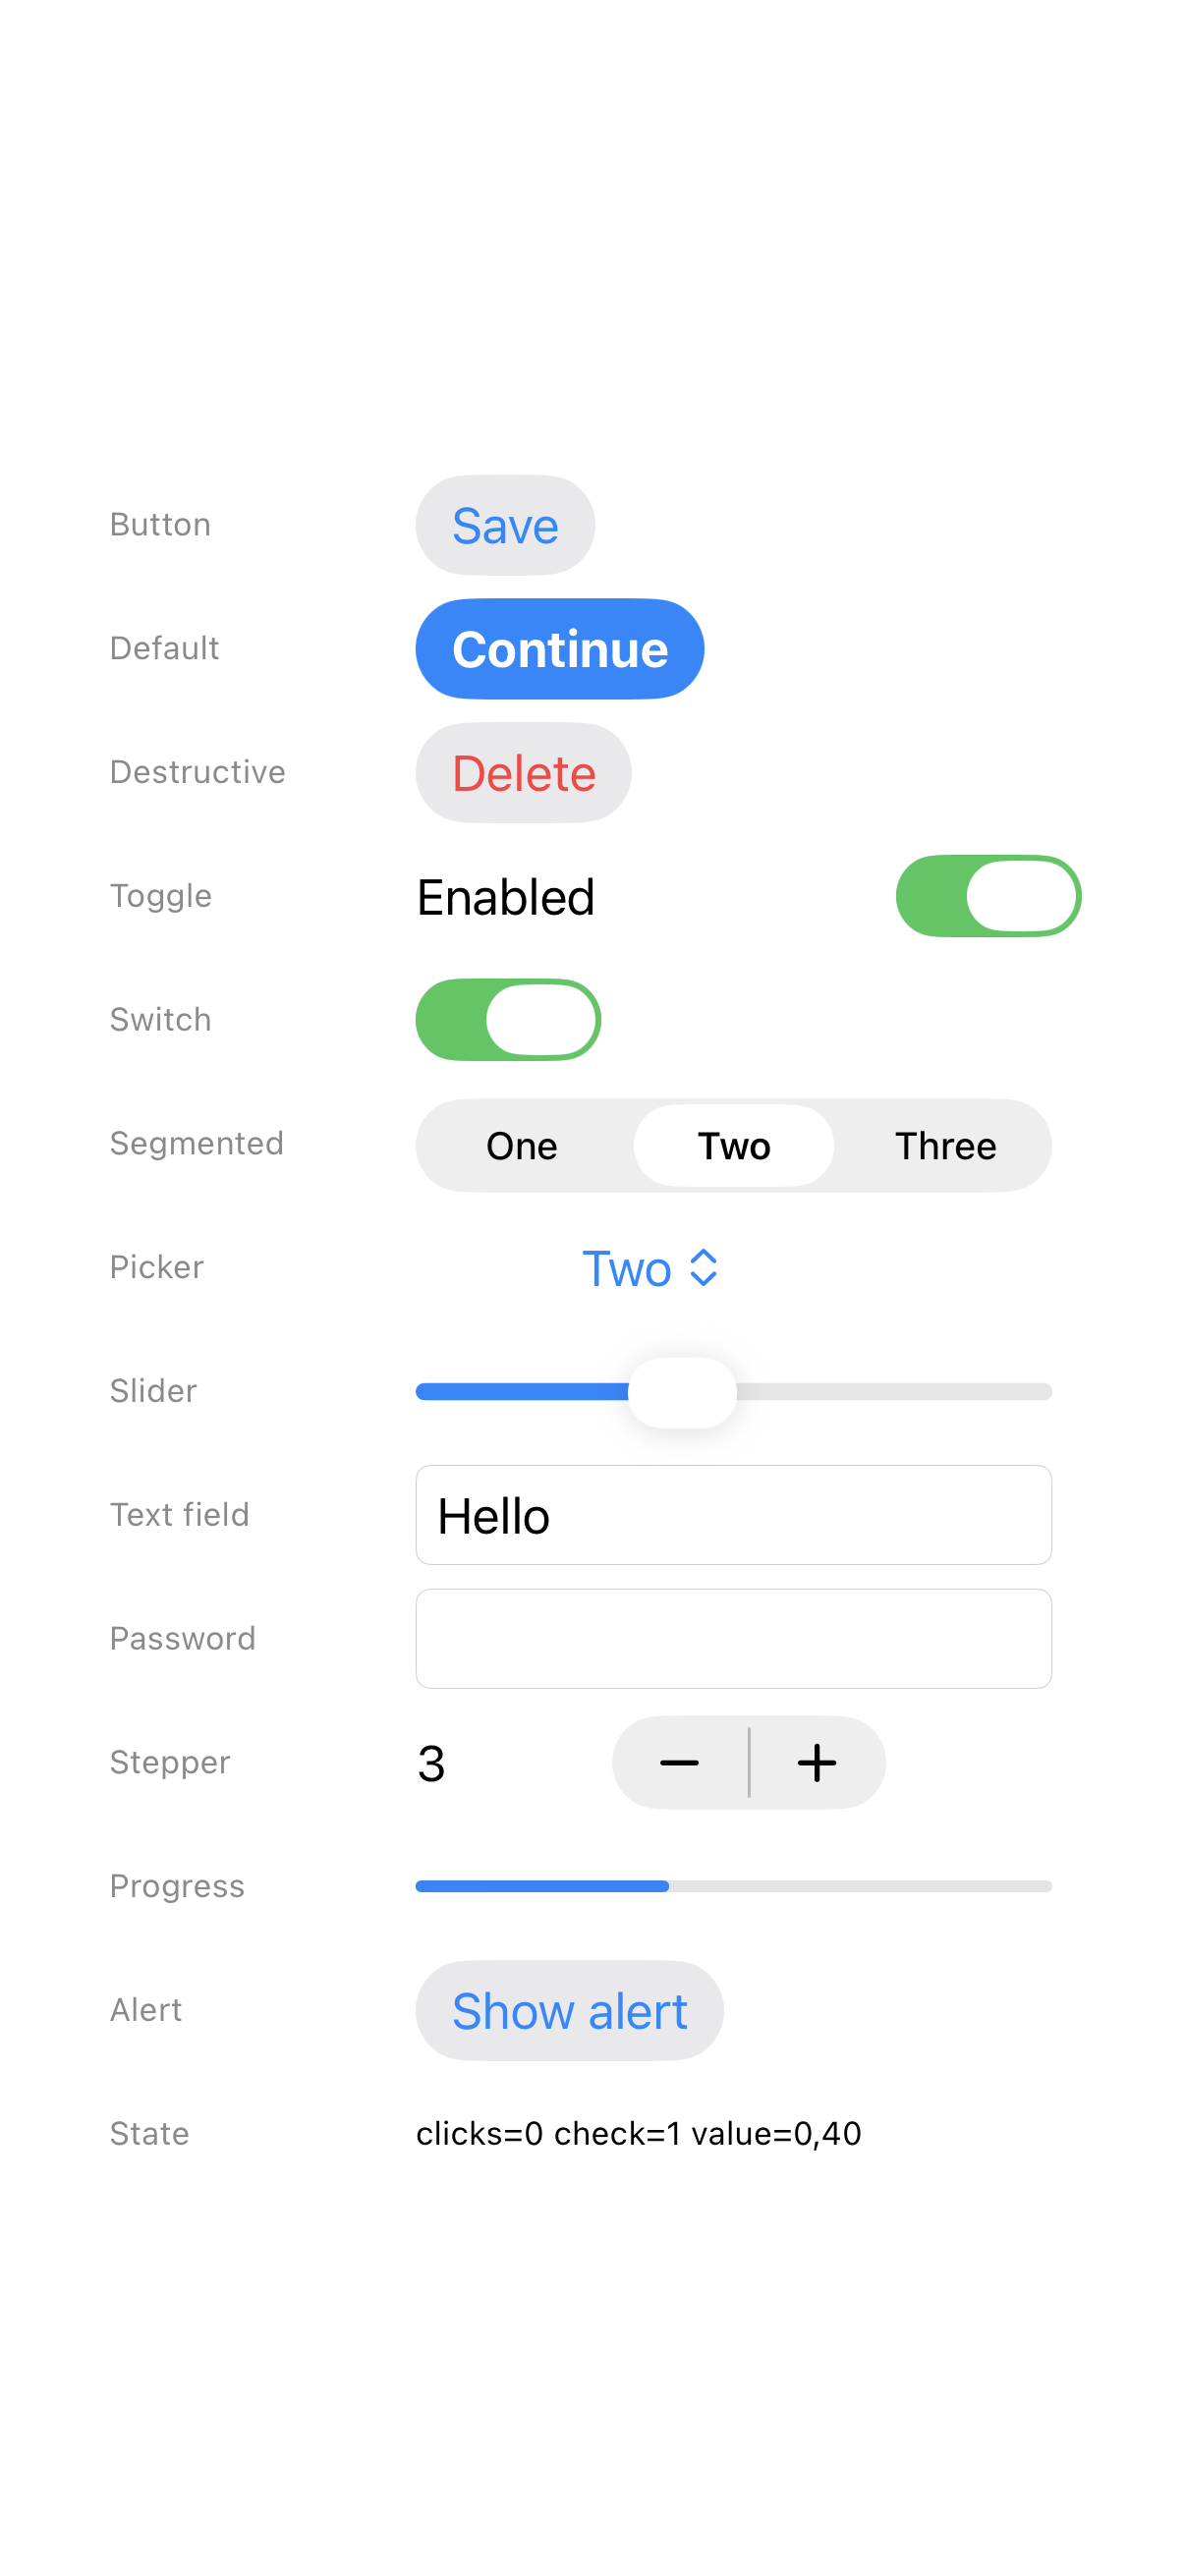 Button Save
Default Continue
Destructive Delete
Toggle Enabled
Switch
Segmented One Two Three
Picker Two
Slider
Text field Hello
Password
Stepper 3 − +
Progress
Alert Show alert
State clicks=0 check=1 value=0,40